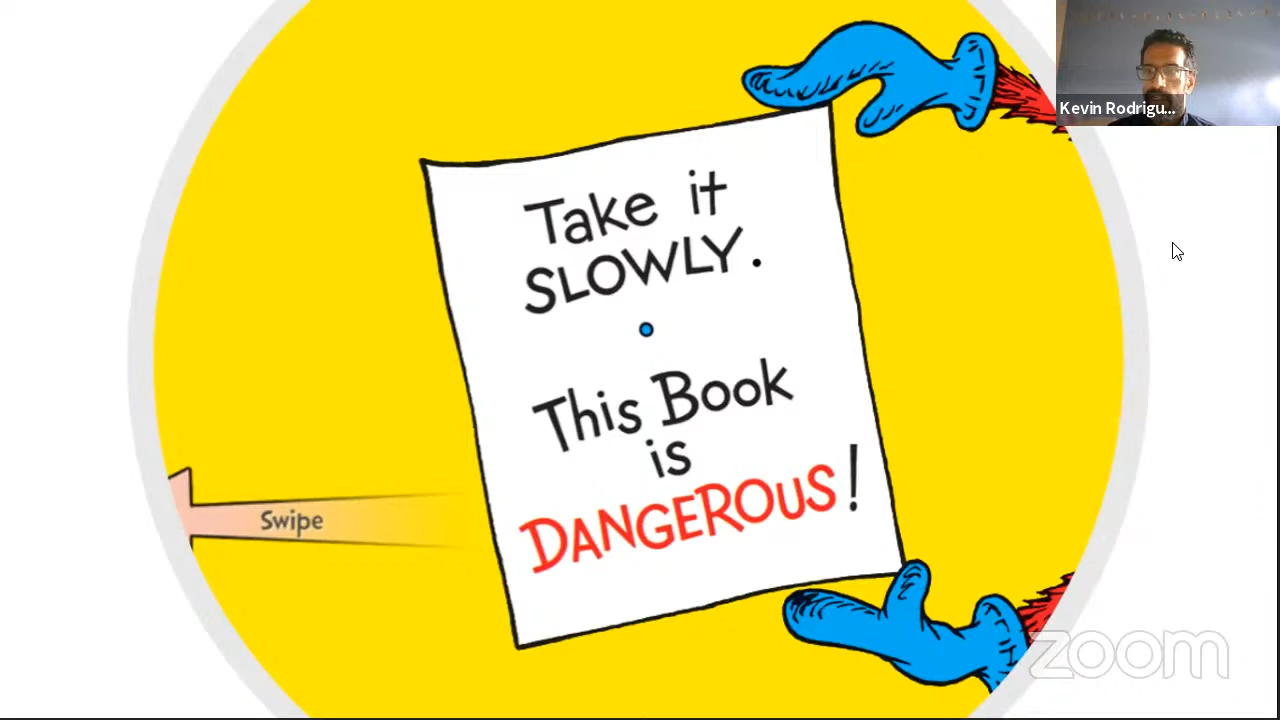 Kevin Rodrigu...
Take it
SLOWLY.
This Book
is
DANGEROUS!
Swipe
zoom